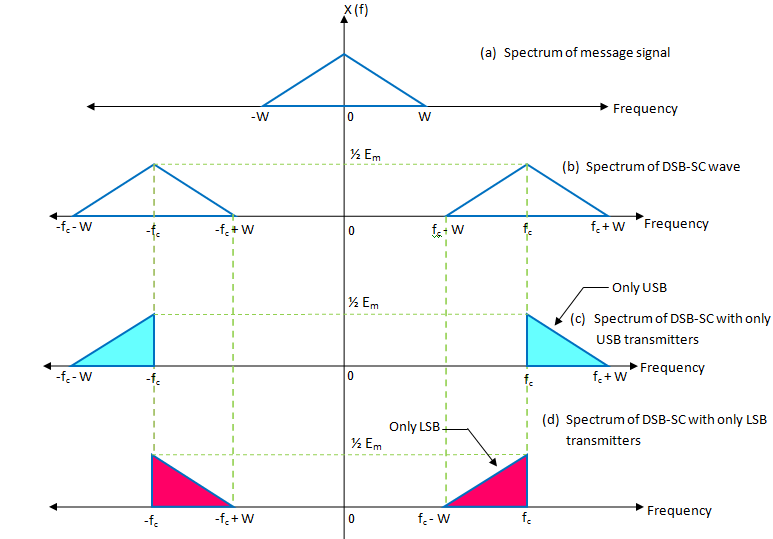 X (f)
(a) Spectrum of message signal
-W 0 W Frequency
½ Em
(b) Spectrum of DSB-SC wave
-fc - W -fc -fc + W 0 fc - W fc fc + W Frequency
Only USB
½ Em
(c) Spectrum of DSB-SC with only
USB transmitters
-fc - W -fc 0 fc fc + W Frequency
(d) Spectrum of DSB-SC with only LSB
transmitters
Only LSB
½ Em
-fc -fc + W 0 fc - W fc Frequency